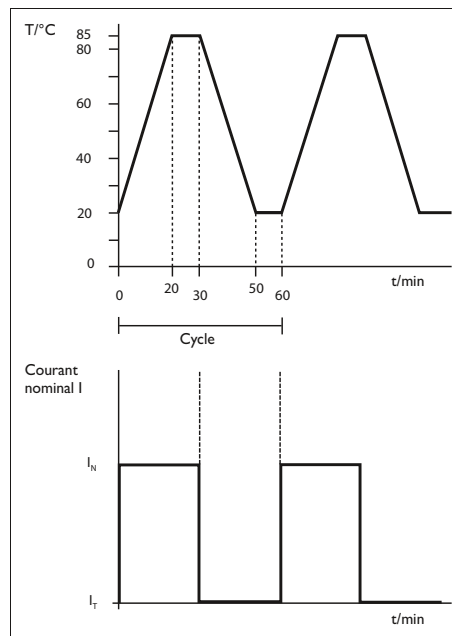 T/°C
85
80
60
40
20
0
0 20 30 50 60
t/min
Cycle
Courant
nominal I
I_N
I_T
t/min